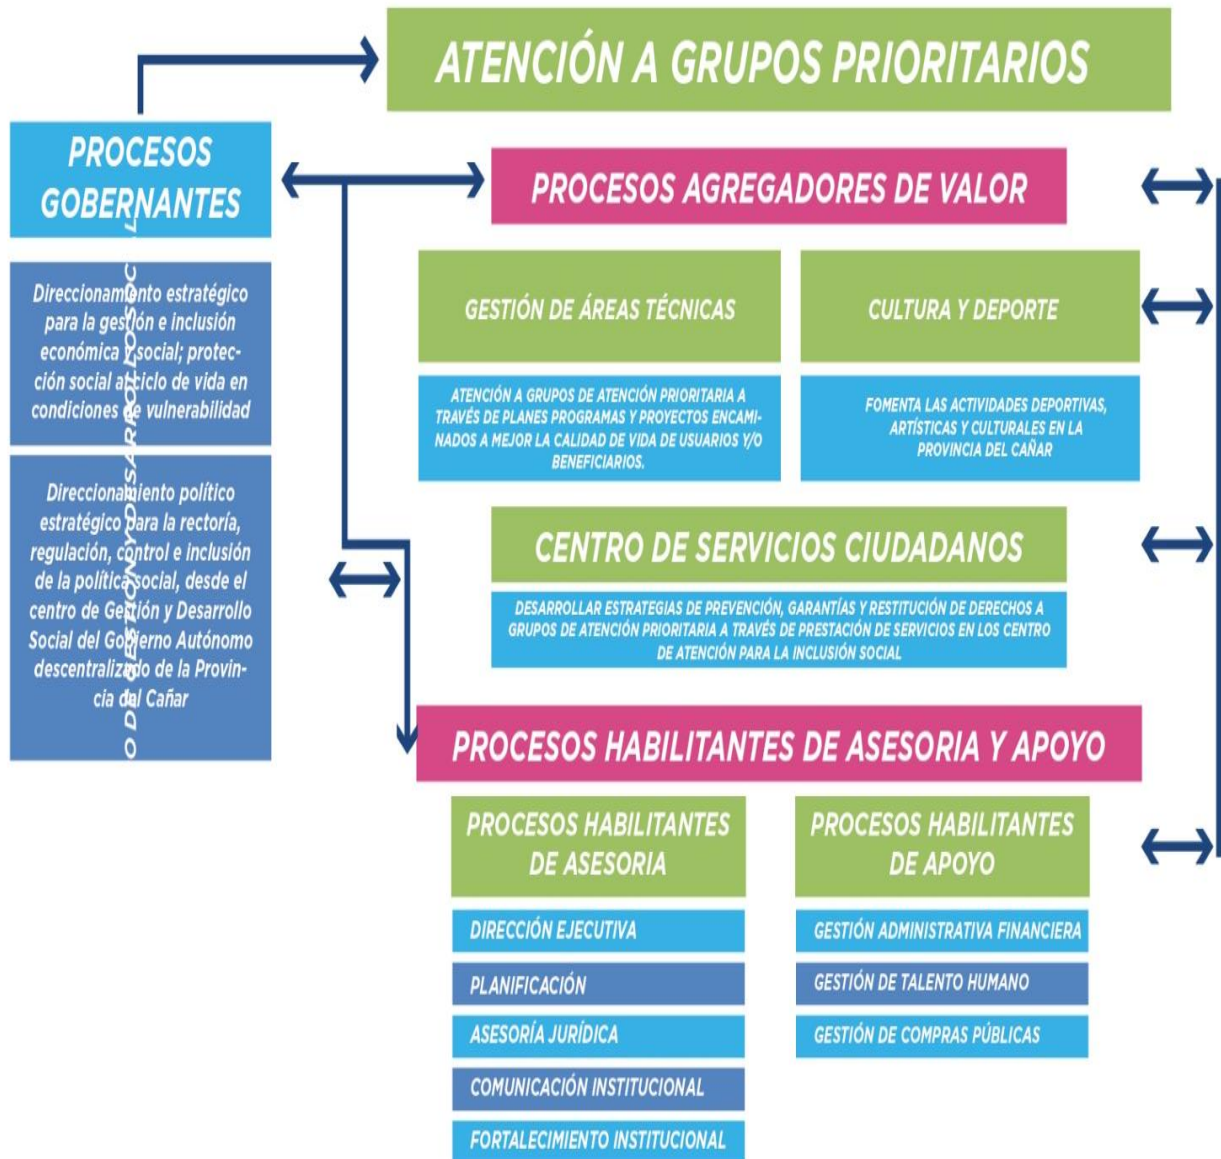 ATENCIÓN A GRUPOS PRIORITARIOS
PROCESOS
GOBERNANTES
Direccionamiento estratégico
para la gestión e inclusión
económica y social; protec-
ción social al ciclo de vida en
condiciones de vulnerabilidad
Direccionamiento político
estratégico para la rectoría,
regulación, control e inclusión
de la política social, desde el
centro de Gestión y Desarrollo
Social del Gobierno Autónomo
descentralizado de la Provin-
cia del Cañar
O DE GESTIÓN Y DESARROLLO SOC L
PROCESOS AGREGADORES DE VALOR
GESTIÓN DE ÁREAS TÉCNICAS
ATENCIÓN A GRUPOS DE ATENCIÓN PRIORITARIA A
TRAVÉS DE PLANES PROGRAMAS Y PROYECTOS ENCAMI-
NADOS A MEJOR LA CALIDAD DE VIDA DE USUARIOS Y/O
BENEFICIARIOS.
CULTURA Y DEPORTE
FOMENTA LAS ACTIVIDADES DEPORTIVAS,
ARTÍSTICAS Y CULTURALES EN LA
PROVINCIA DEL CAÑAR
CENTRO DE SERVICIOS CIUDADANOS
DESARROLLAR ESTRATEGIAS DE PREVENCIÓN, GARANTÍAS Y RESTITUCIÓN DE DERECHOS A
GRUPOS DE ATENCIÓN PRIORITARIA A TRAVÉS DE PRESTACIÓN DE SERVICIOS EN LOS CENTRO
DE ATENCIÓN PARA LA INCLUSIÓN SOCIAL
PROCESOS HABILITANTES DE ASESORIA Y APOYO
PROCESOS HABILITANTES
DE ASESORIA
DIRECCIÓN EJECUTIVA
PLANIFICACIÓN
ASESORÍA JURÍDICA
COMUNICACIÓN INSTITUCIONAL
FORTALECIMIENTO INSTITUCIONAL
PROCESOS HABILITANTES
DE APOYO
GESTIÓN ADMINISTRATIVA FINANCIERA
GESTIÓN DE TALENTO HUMANO
GESTIÓN DE COMPRAS PÚBLICAS